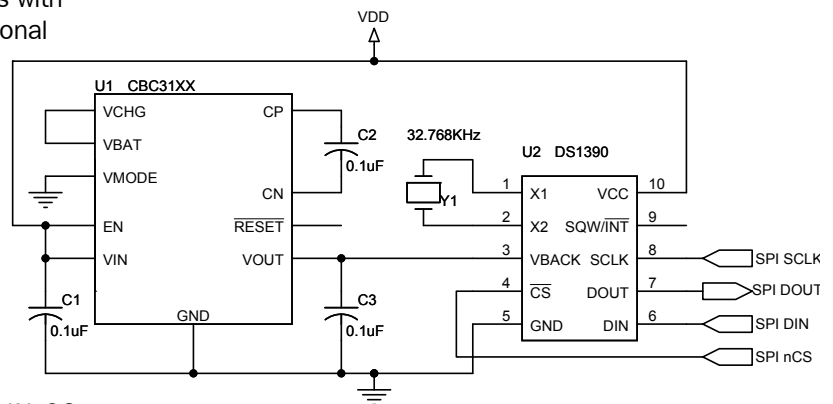 s with
onal
VDD
U1 CBC31XX
VCHG CP
C2
VBAT
0.1uF
VMODE
CN
EN RESET
VIN VOUT
C1
0.1uF
GND
C3
0.1uF
32.768KHz
Y1
U2 DS1390
1 X1 VCC 10
2 X2 SQW/INT 9
3 VBACK SCLK 8 SPI SCLK
4 CS DOUT 7 SPI DOUT
5 GND DIN 6 SPI DIN
SPI nCS